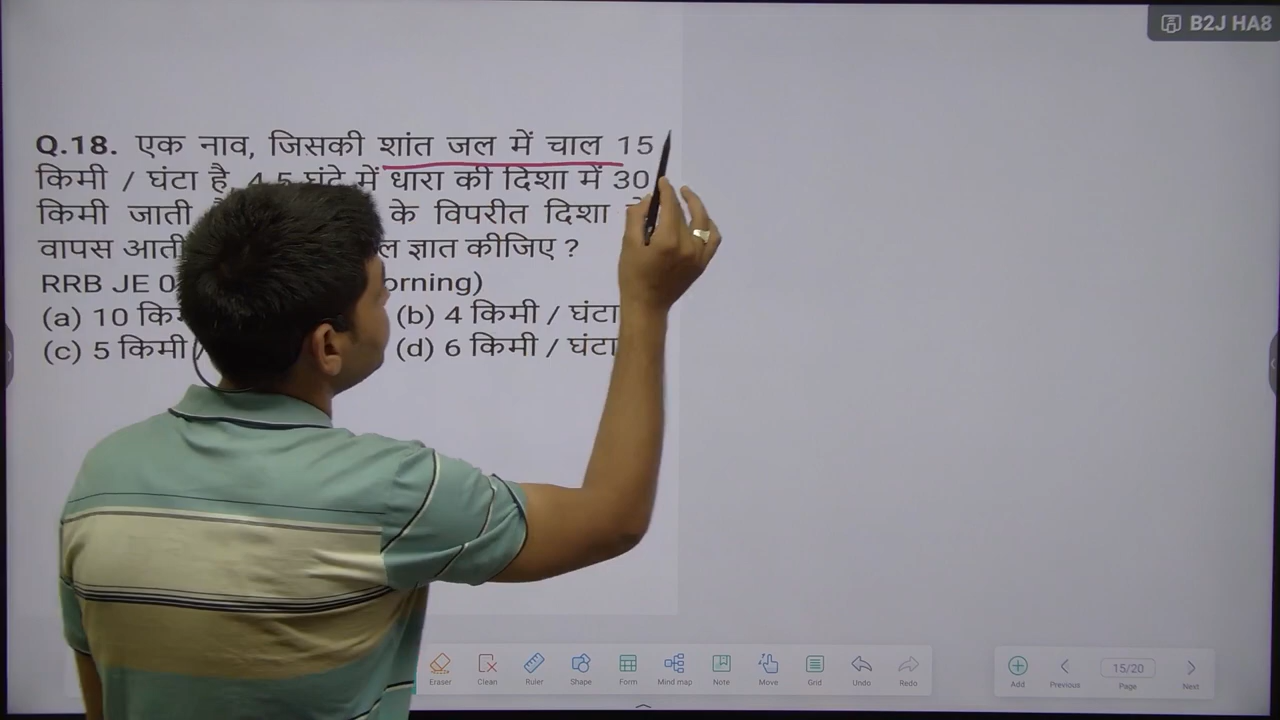 B2J HA8
Q.18. एक नाव, जिसकी शांत जल में चाल 15
किमी / घंटा है, 4.5 घंटे में धारा की दिशा में 30
किमी जाती के विपरीत दिशा
वापस आती ज्ञात कीजिए ?
RRB JE
(a) 10 (b) 4 किमी / घंटा
(c) 5 किमी (d) 6 किमी / घंटा
Eraser Clean Ruler Shape Form Mind map Note Move Grid Undo Redo
Add Previous 15/20 Page Next